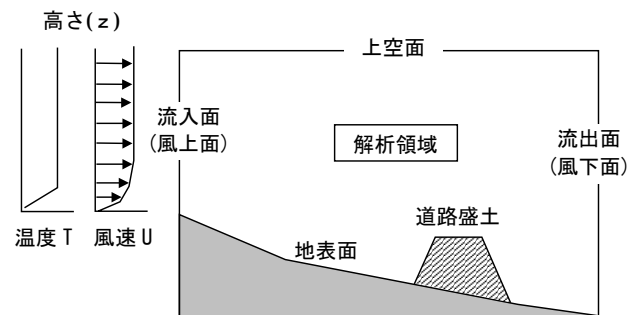 高さ(z)
上空面
流入面
(風上面)
解析領域
流出面
(風下面)
道路盛土
地表面
温度T
風速U